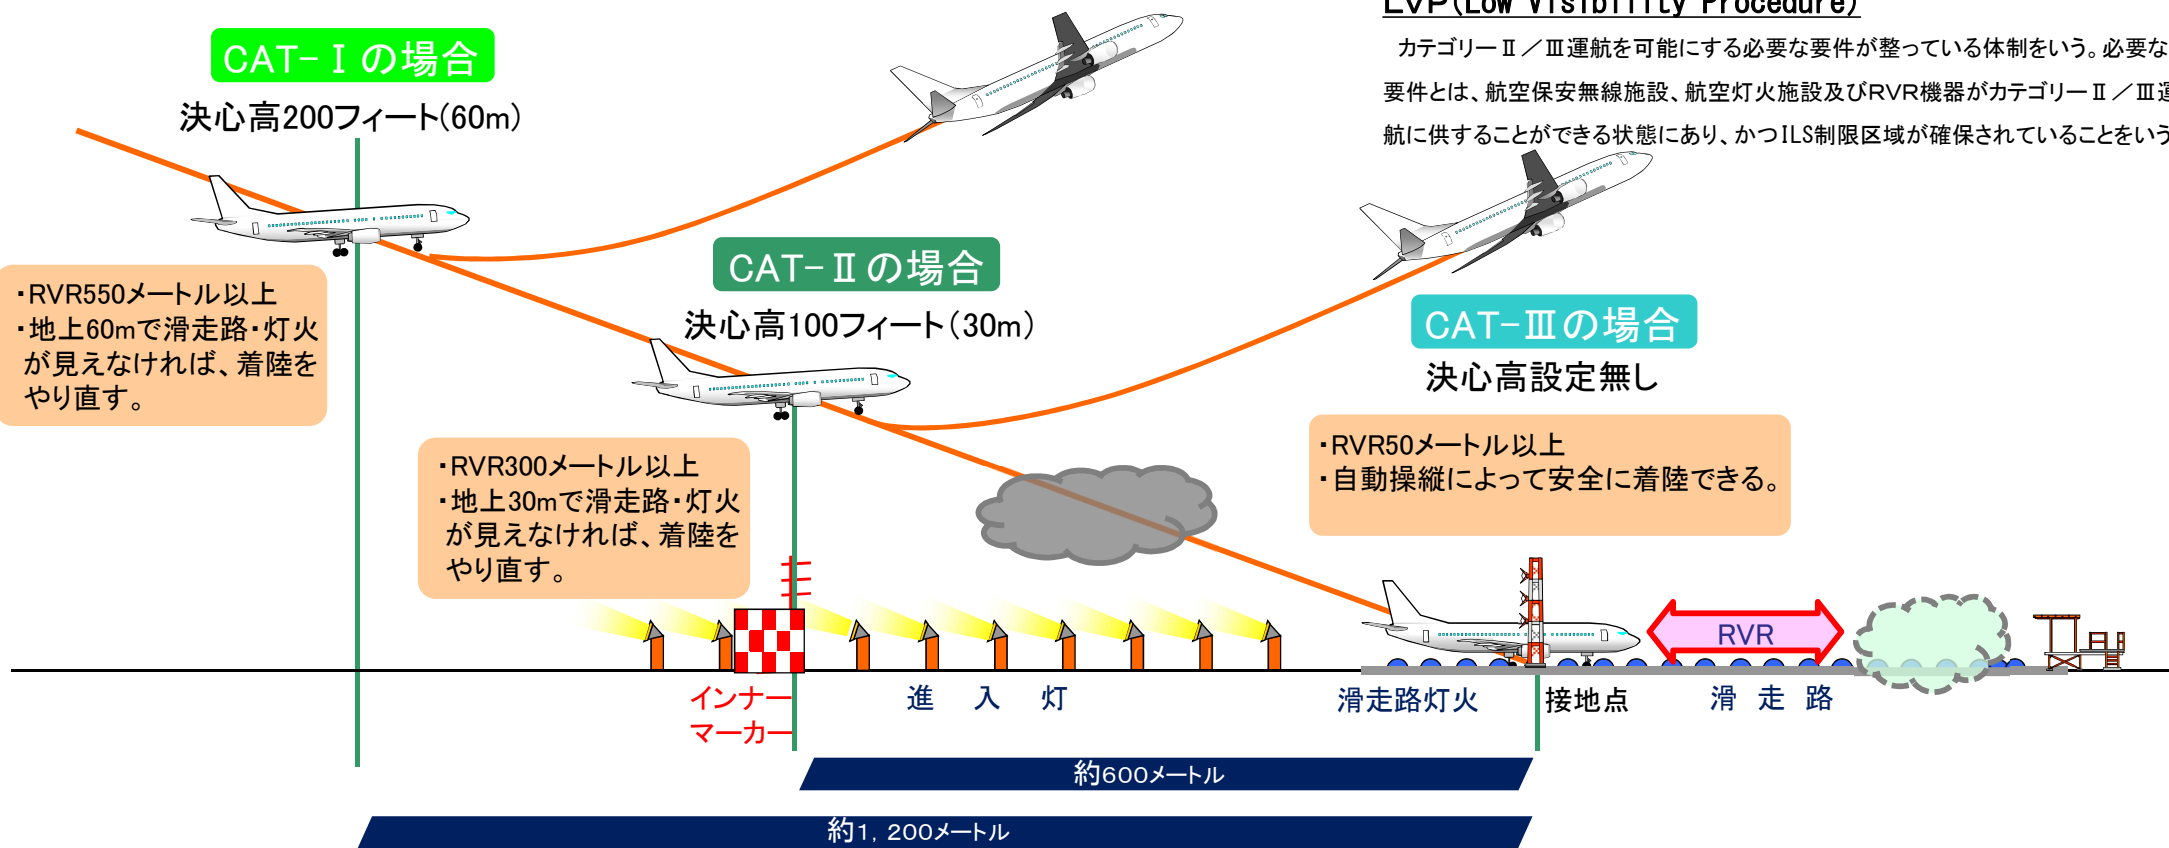 LVP(Low Visibility Procedure)
カテゴリーⅡ／Ⅲ運航を可能にする必要な要件が整っている体制をいう。必要な
要件とは、航空保安無線施設、航空灯火施設及びRVR機器がカテゴリーⅡ／Ⅲ運
航に供することができる状態にあり、かつILS制限区域が確保されていることをいう
CAT-Ⅰの場合
決心高200フィート(60m)
・RVR550メートル以上
・地上60mで滑走路・灯火
が見えなければ、着陸を
やり直す。
CAT-Ⅱの場合
決心高100フィート(30m)
・RVR300メートル以上
・地上30mで滑走路・灯火
が見えなければ、着陸を
やり直す。
CAT-Ⅲの場合
決心高設定無し
・RVR50メートル以上
・自動操縦によって安全に着陸できる。
RVR
インナー
マーカー
進 入 灯
滑走路灯火
接地点
滑 走 路
約600メートル
約1, 200メートル